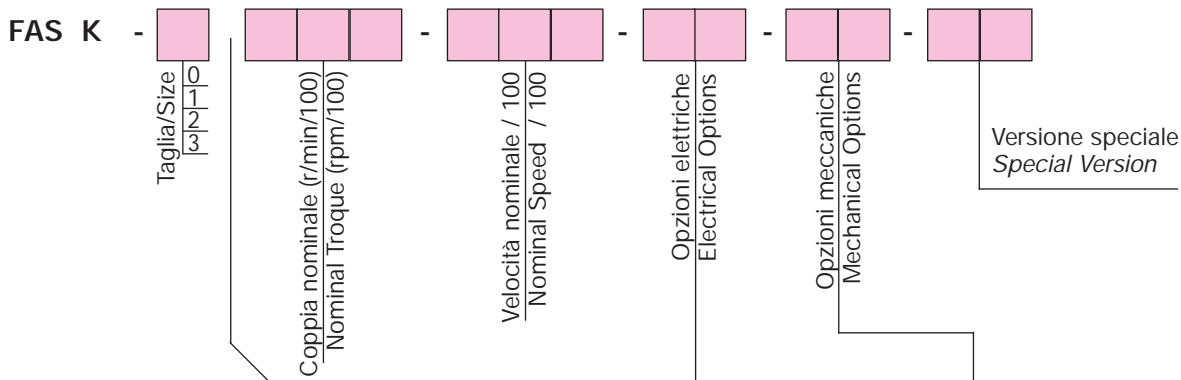 FAS K - - - - -
Taglia/Size
0
1
2
3
Coppia nominale (r/min/100)
Nominal Troque (rpm/100)
Velocità nominale / 100
Nominal Speed / 100
Opzioni elettriche
Electrical Options
Opzioni meccaniche
Mechanical Options
Versione speciale
Special Version